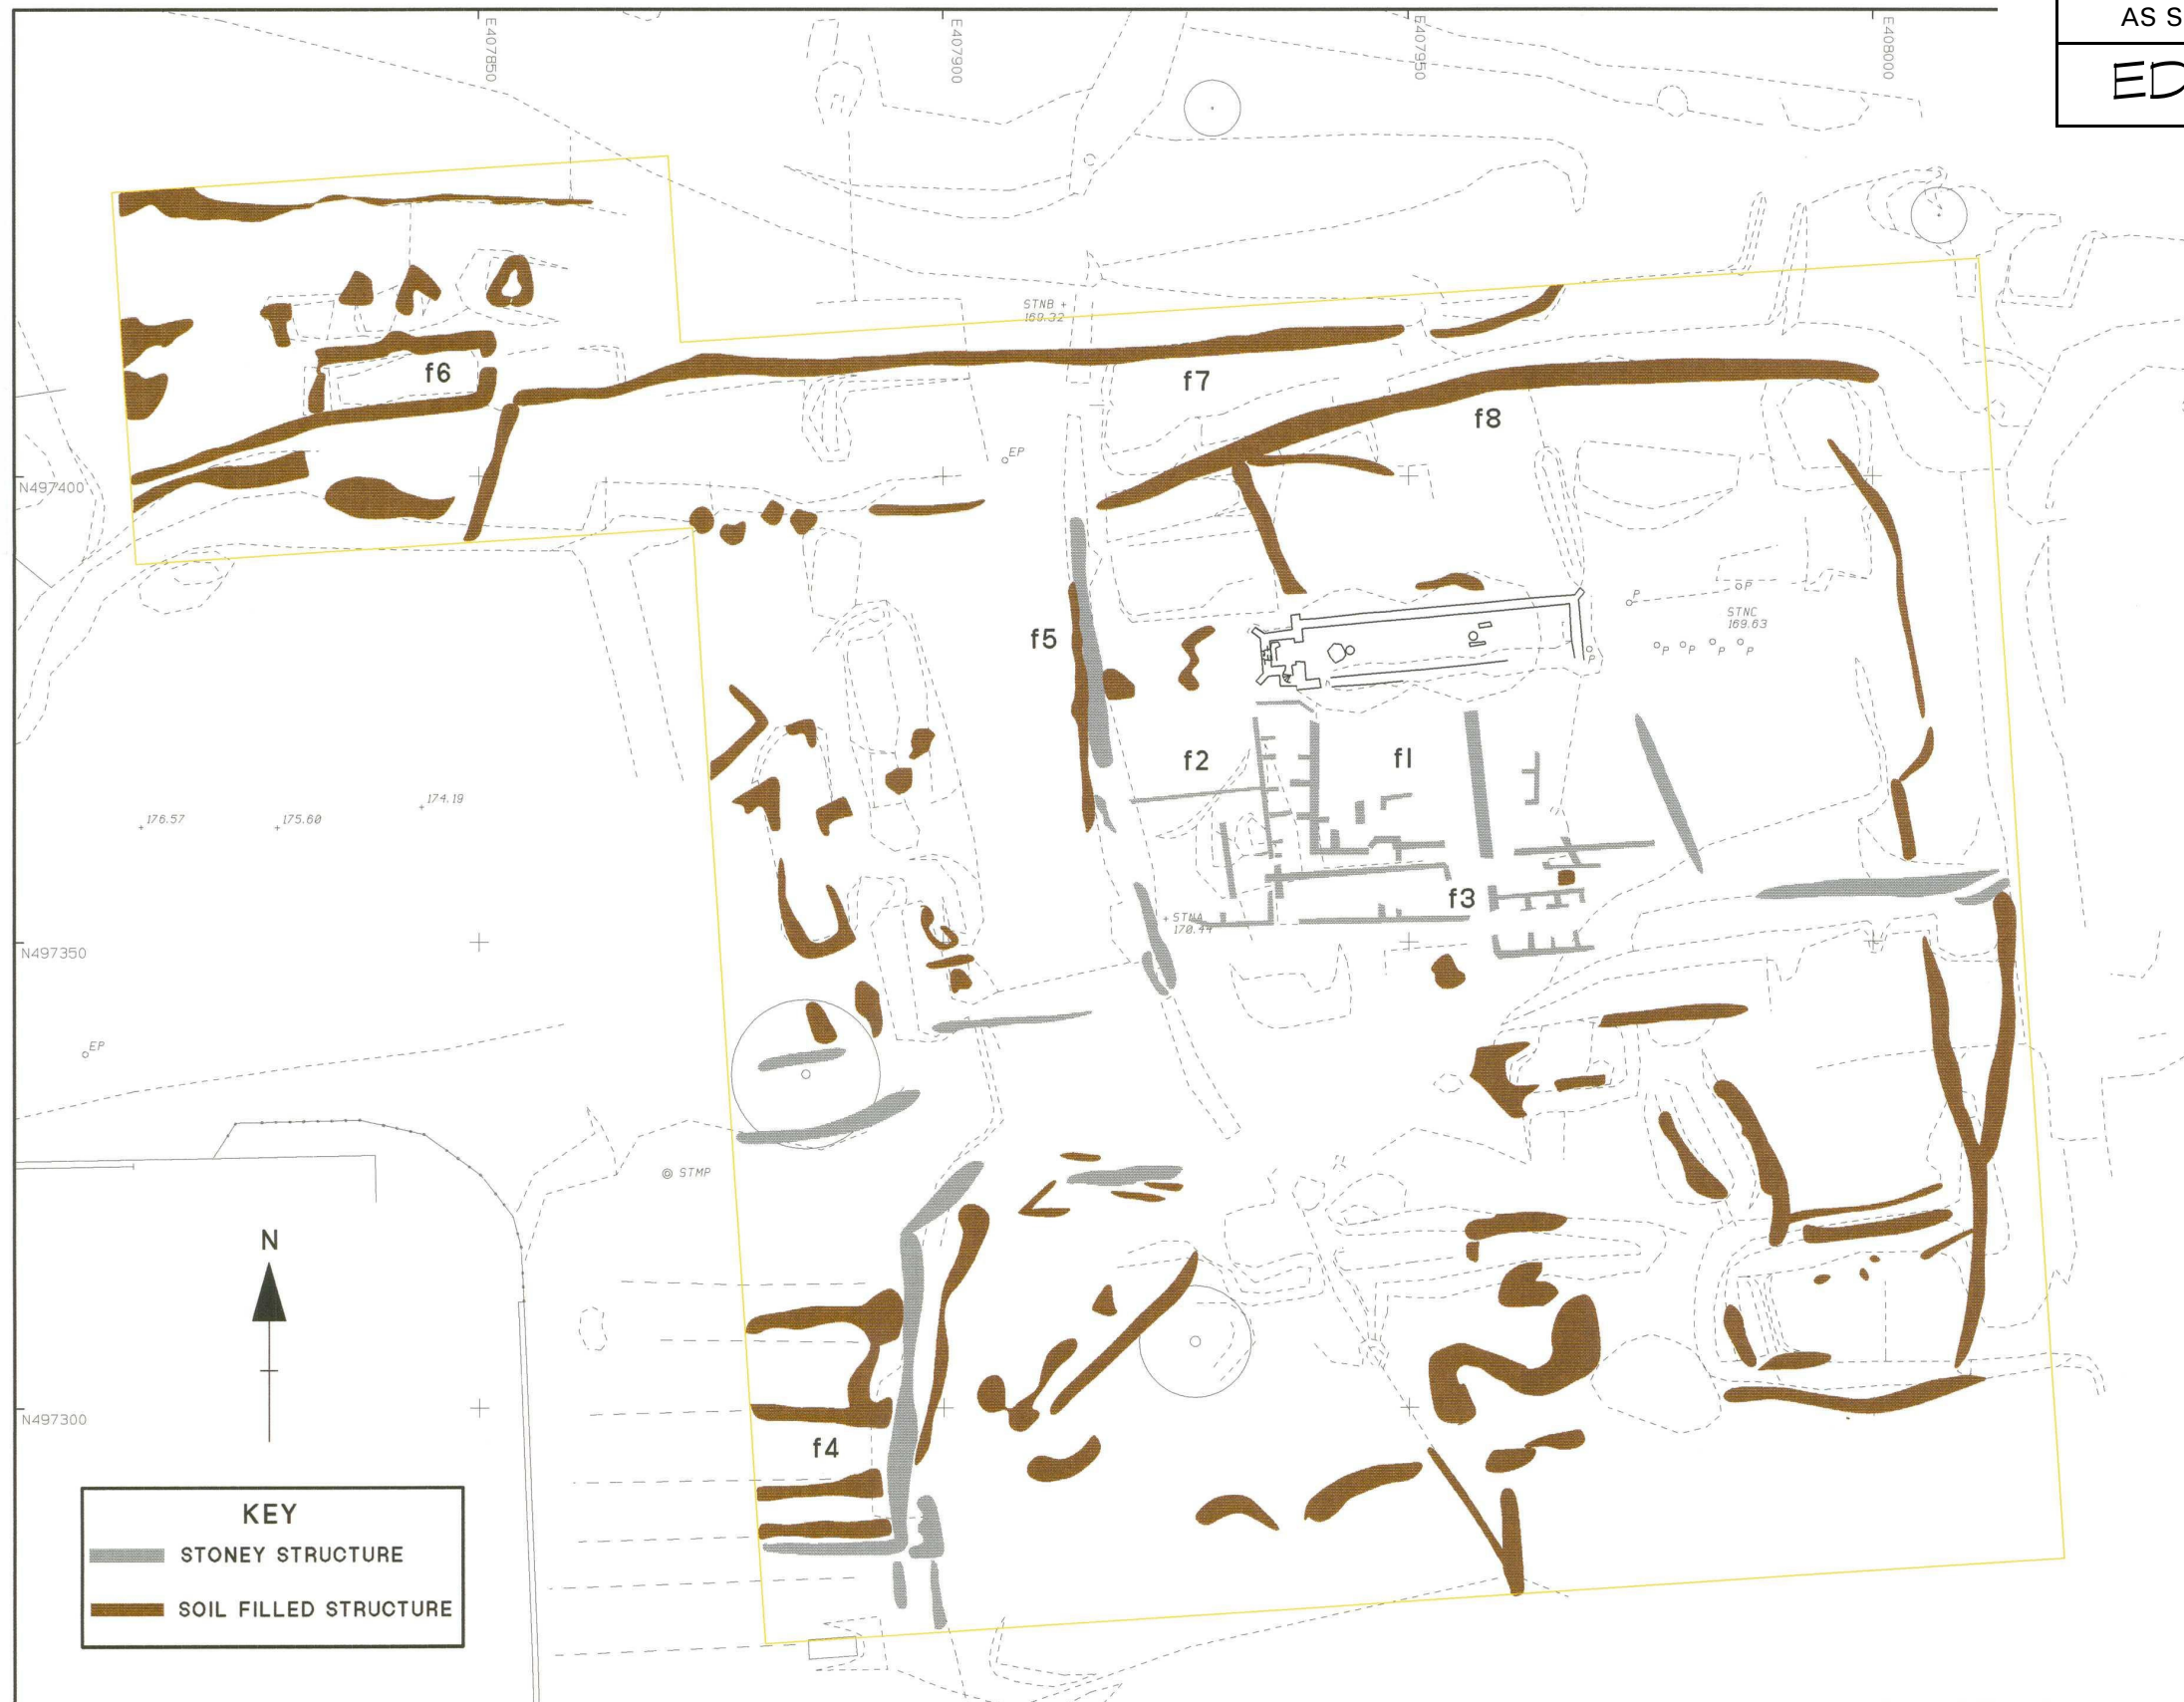 AS S
ED
E407850
E407900
E407950
E408000
STNB +
169.32
f6
f7
f8
EP
N497400
P
P
STNC
169.63
P
P
P
P
P
f5
f2
f1
174.19
176.57
175.60
f3
STNA
170.44
N497350
EP
STMP
N
N497300
f4
KEY
STONEY STRUCTURE
SOIL FILLED STRUCTURE